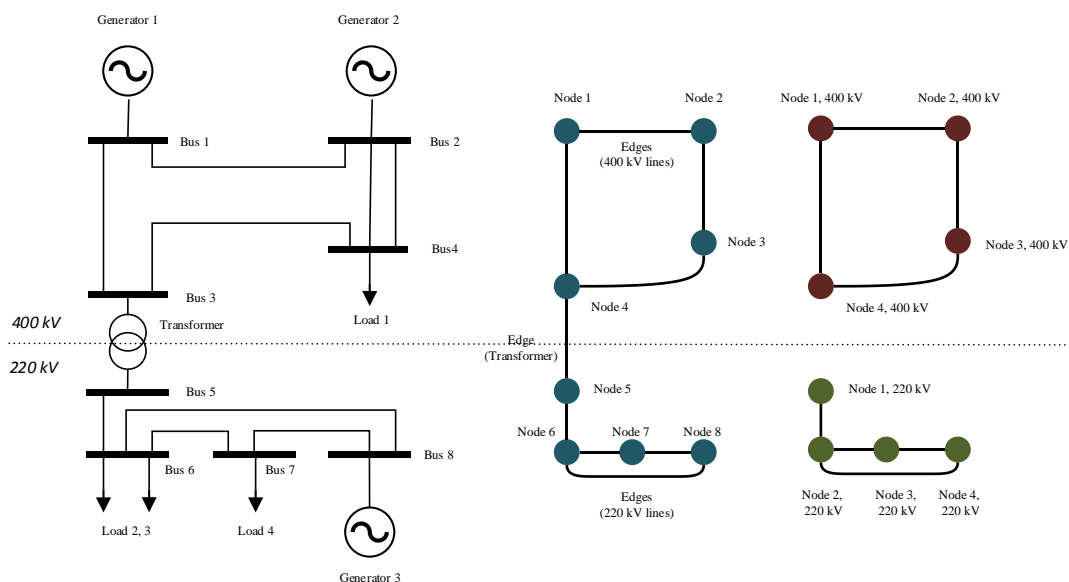 Generator 1
Generator 2
Bus 1
Bus 2
Bus4
Bus 3
Load 1
400 kV
Transformer
220 kV
Bus 5
Bus 6
Bus 7
Bus 8
Load 2, 3
Load 4
Generator 3
Node 1
Node 2
Edges
(400 kV lines)
Node 3
Node 4
Edge
(Transformer)
Node 5
Node 6
Node 7
Node 8
Edges
(220 kV lines)
Node 1, 400 kV
Node 2, 400 kV
Node 3, 400 kV
Node 4, 400 kV
Node 1, 220 kV
Node 2,
220 kV
Node 3,
220 kV
Node 4,
220 kV